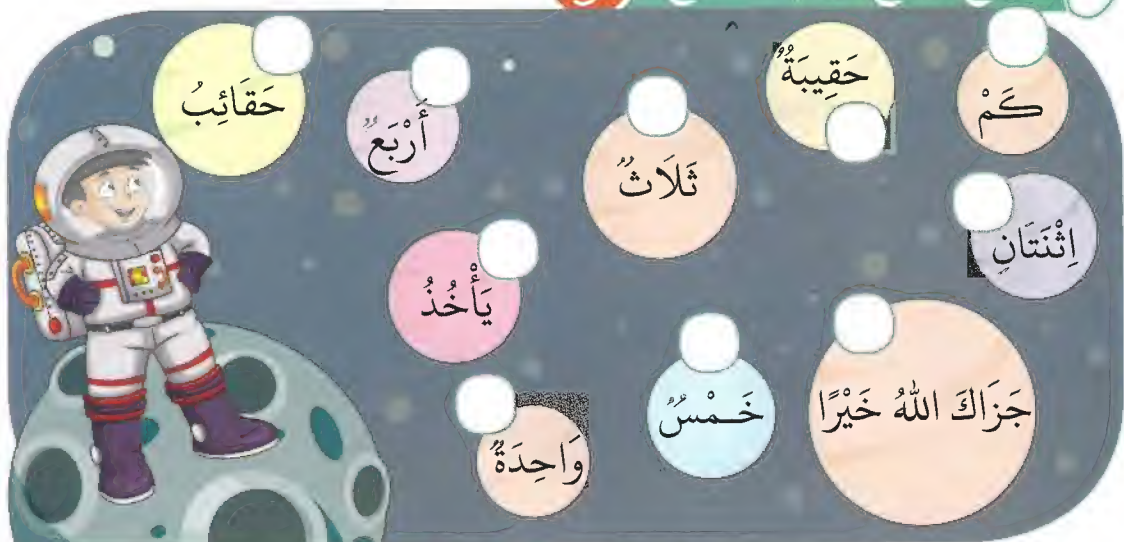 كَمْ
حَقِيبَةٌ
ثَلَاثٌ
أَرْبَعٌ
حَقَائِبُ
اِثْنَتَانِ
يَأْخُذُ
جَزَاكَ اللهُ خَيْرًا
خَمْسٌ
وَاحِدَةٌ